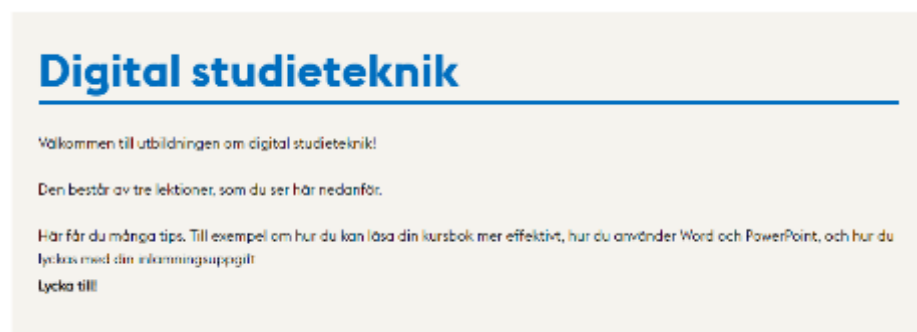 Digital studieteknik
Välkommen till utbildningen om digital studieteknik!
Den består av tre lektioner, som du ser här nedanför.
Här får du många tips. Till exempel om hur du kan läsa din kursbok mer effektivt, hur du använder Word och PowerPoint, och hur du
lyckas med din inlämningsuppgift
Lycka till!